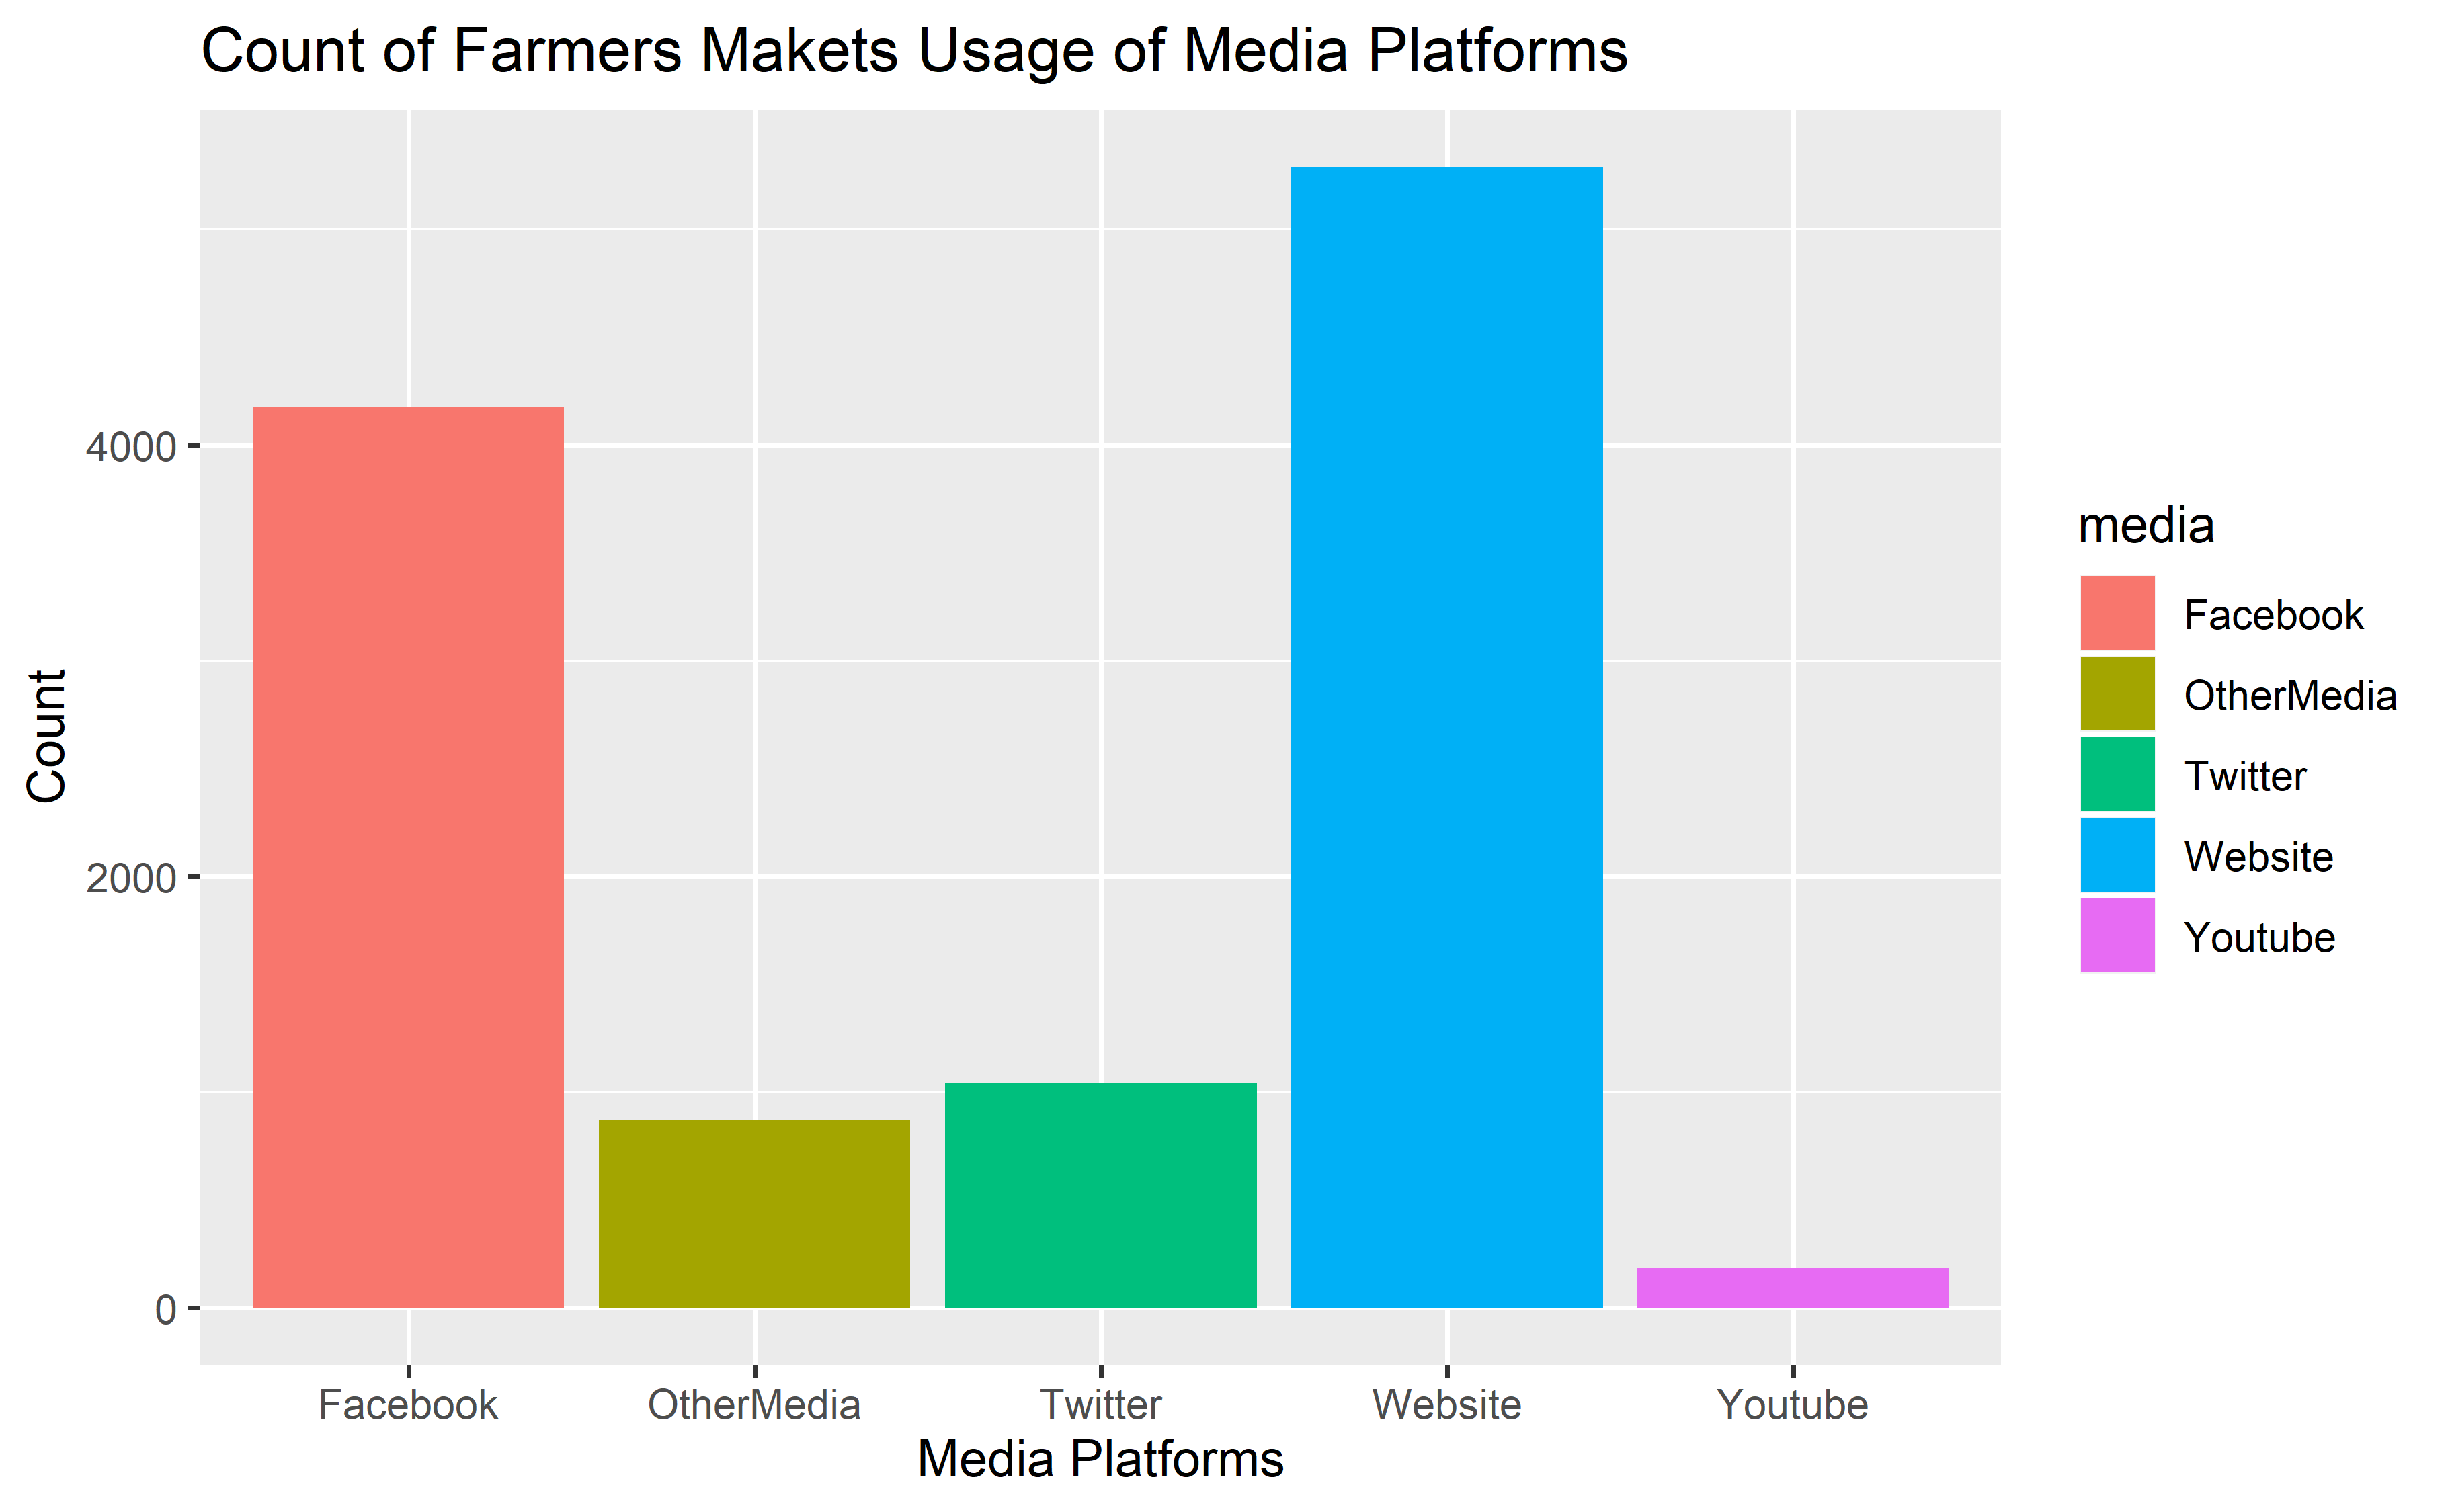 Count of Farmers Makets Usage of Media Platforms
Count
4000
2000
0
Facebook
OtherMedia
Twitter
Website
Youtube
Media Platforms
media
Facebook
OtherMedia
Twitter
Website
Youtube